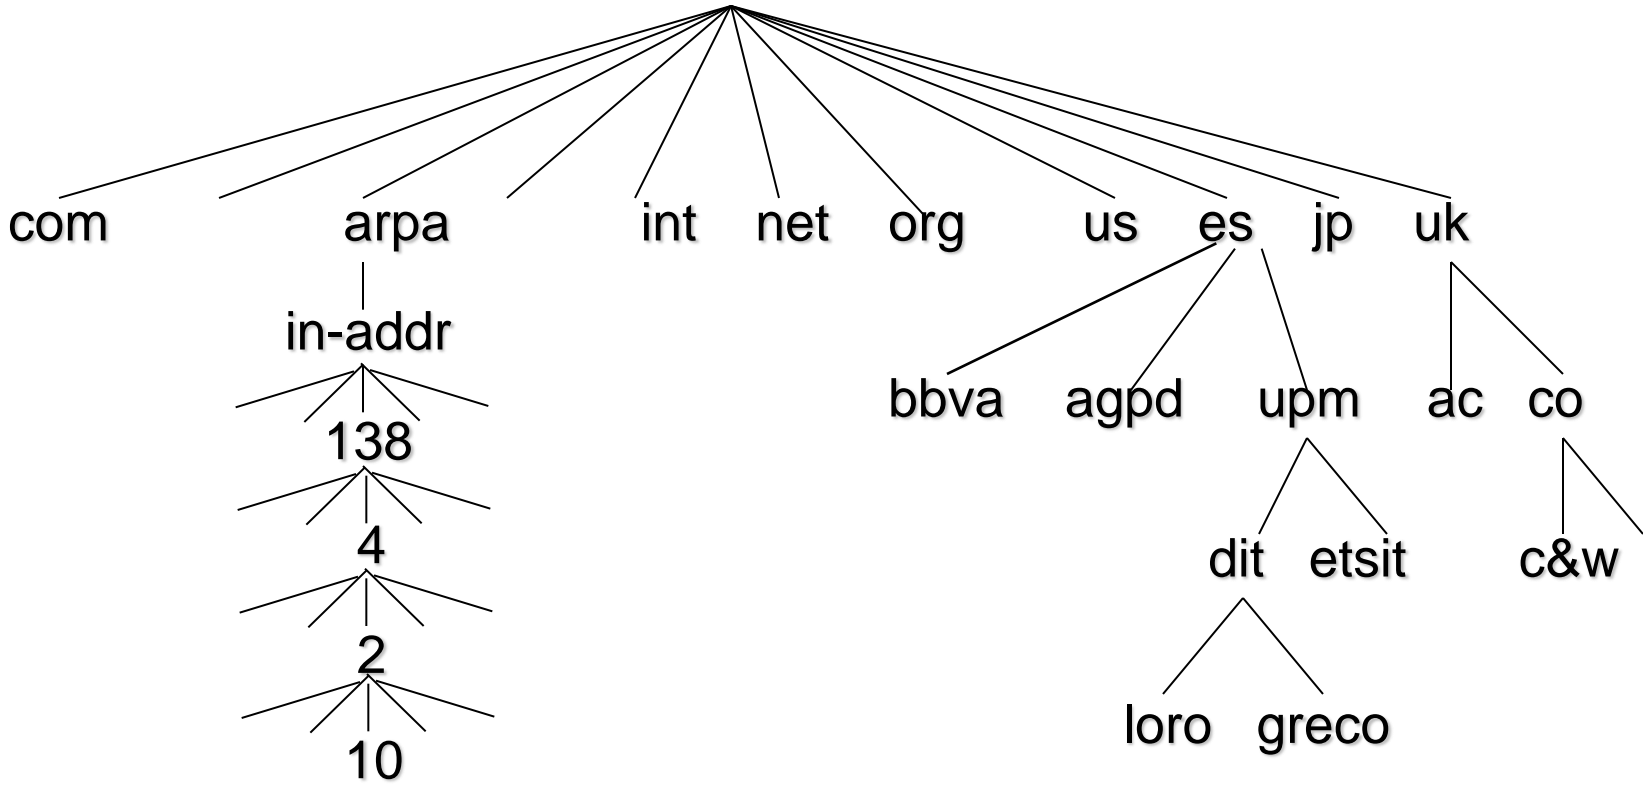 com arpa int net org us es jp uk
in-addr
bbva agpd upm ac co
138
4
dit etsit c&w
2
loro greco
10